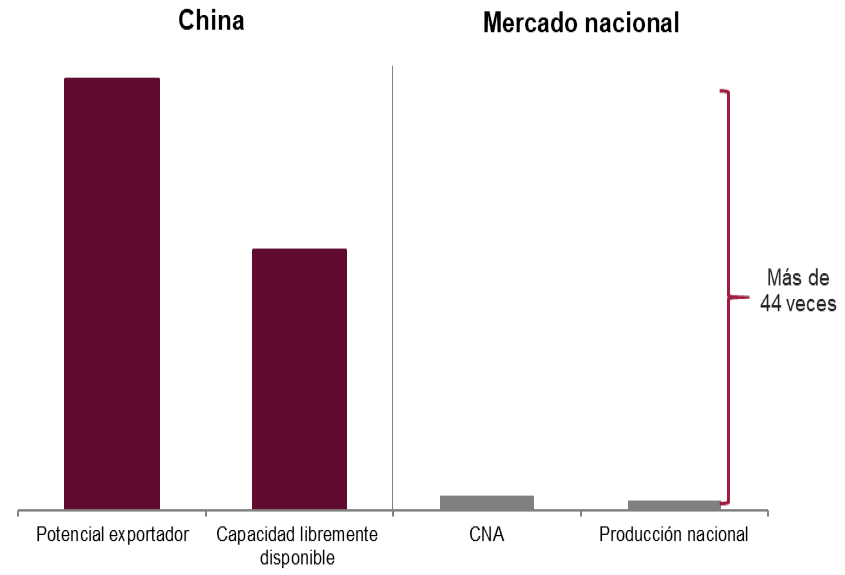 China
Mercado nacional
Más de
44 veces
Potencial exportador
Capacidad libremente
disponible
CNA
Producción nacional